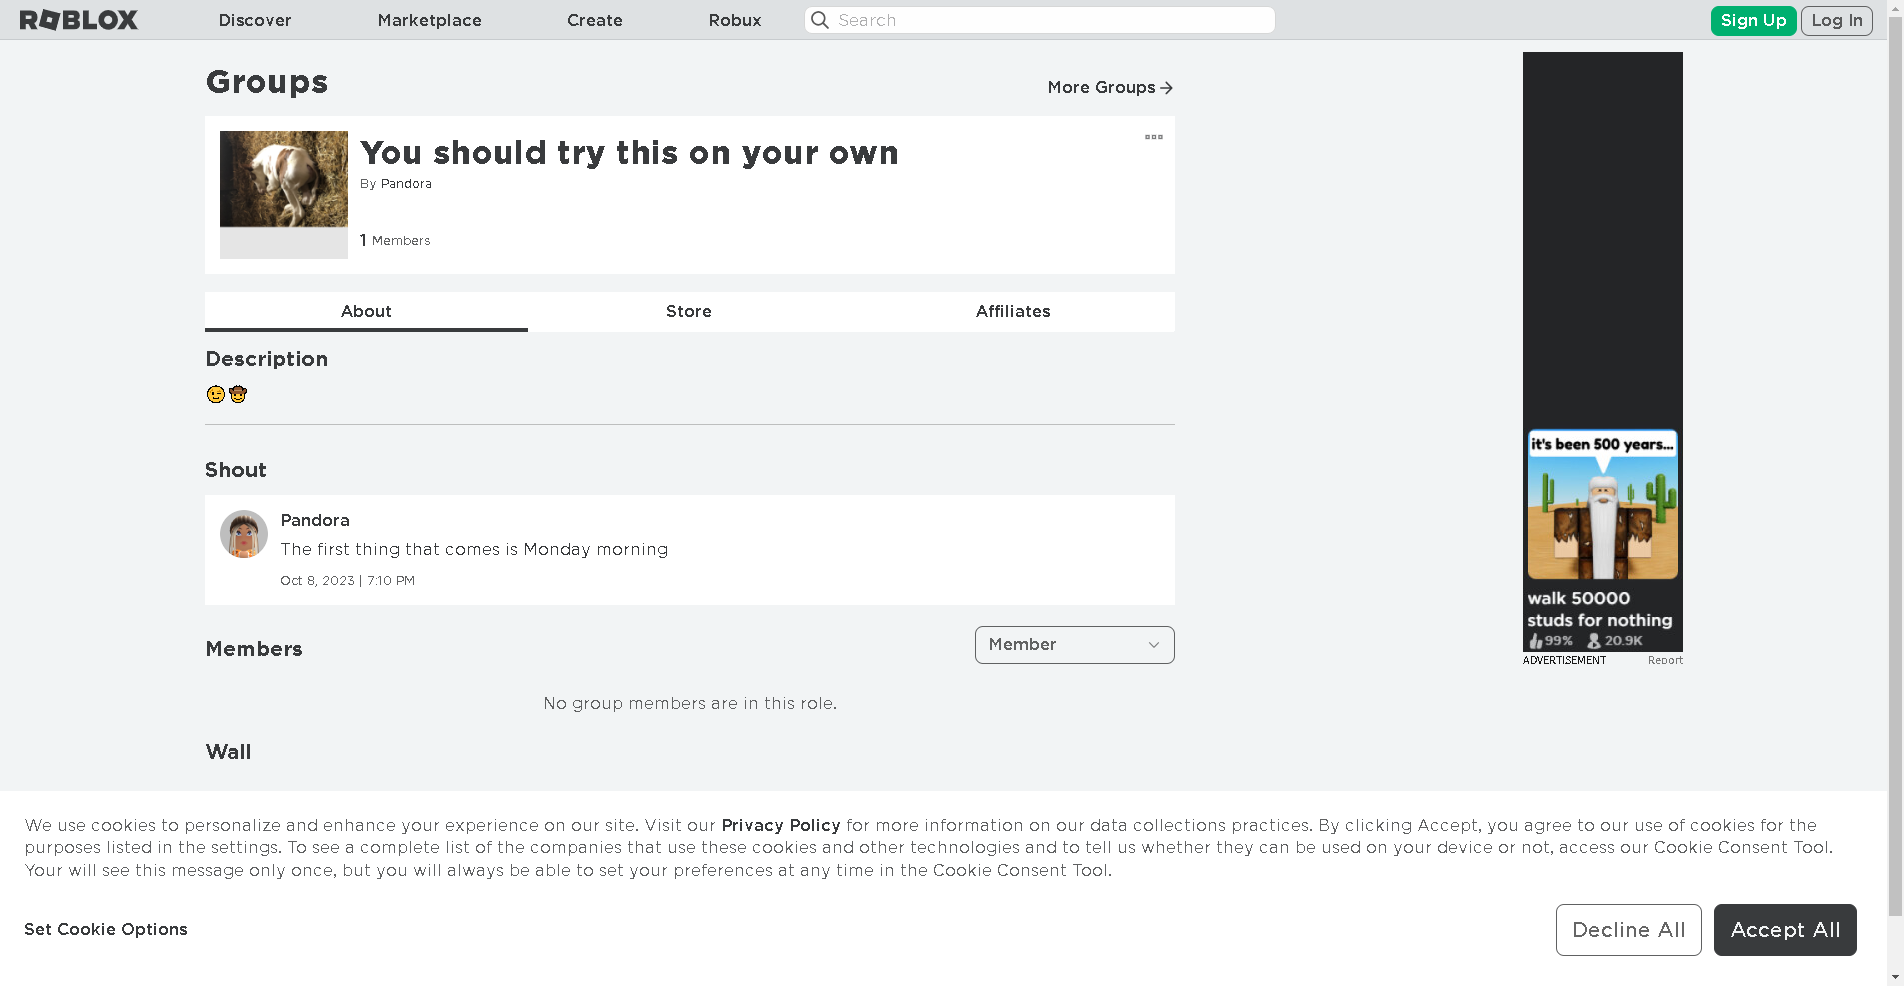 ROBLOX Discover Marketplace Create Robux Search Sign Up Log In
Groups
More Groups
You should try this on your own
By Pandora
1 Members
About Store Affiliates
Description
😉🤠
Shout
Pandora
The first thing that comes is Monday morning
Oct 8, 2023 | 7:10 PM
Members
Member
No group members are in this role.
Wall
it's been 500 years...
walk 50000
studs for nothing
99% 20.9K
ADVERTISEMENT Report
We use cookies to personalize and enhance your experience on our site. Visit our Privacy Policy for more information on our data collections practices. By clicking Accept, you agree to our use of cookies for the
purposes listed in the settings. To see a complete list of the companies that use these cookies and other technologies and to tell us whether they can be used on your device or not, access our Cookie Consent Tool.
Your will see this message only once, but you will always be able to set your preferences at any time in the Cookie Consent Tool.
Set Cookie Options
Decline All Accept All